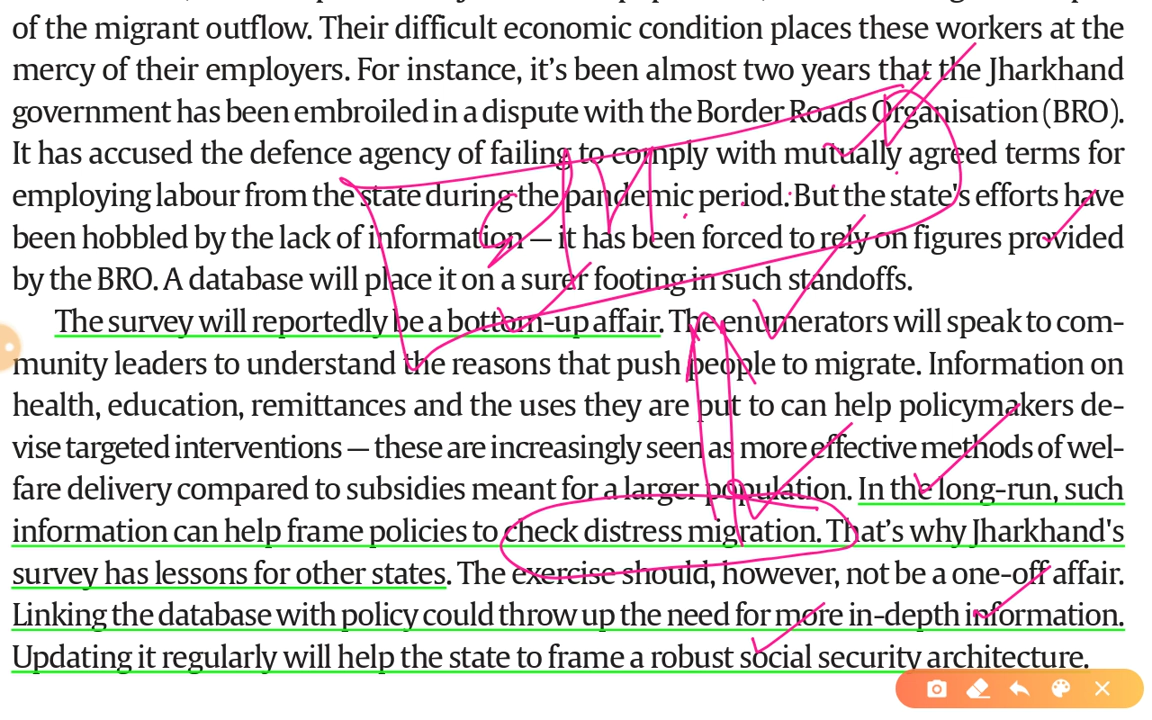 of the migrant outflow. Their difficult economic condition places these workers at the
mercy of their employers. For instance, it's been almost two years that the Jharkhand
government has been embroiled in a dispute with the Border Roads Organisation (BRO).
It has accused the defence agency of failing to comply with mutually agreed terms for
employing labour from the state during the pandemic period. But the state's efforts have
been hobbled by the lack of information — it has been forced to rely on figures provided
by the BRO. A database will place it on a surer footing in such standoffs.
The survey will reportedly be a bottom-up affair. The enumerators will speak to com-
munity leaders to understand the reasons that push people to migrate. Information on
health, education, remittances and the uses they are put to can help policymakers de-
vise targeted interventions — these are increasingly seen as more effective methods of wel-
fare delivery compared to subsidies meant for a larger population. In the long-run, such
information can help frame policies to check distress migration. That's why Jharkhand's
survey has lessons for other states. The exercise should, however, not be a one-off affair.
Linking the database with policy could throw up the need for more in-depth information.
Updating it regularly will help the state to frame a robust social security architecture.